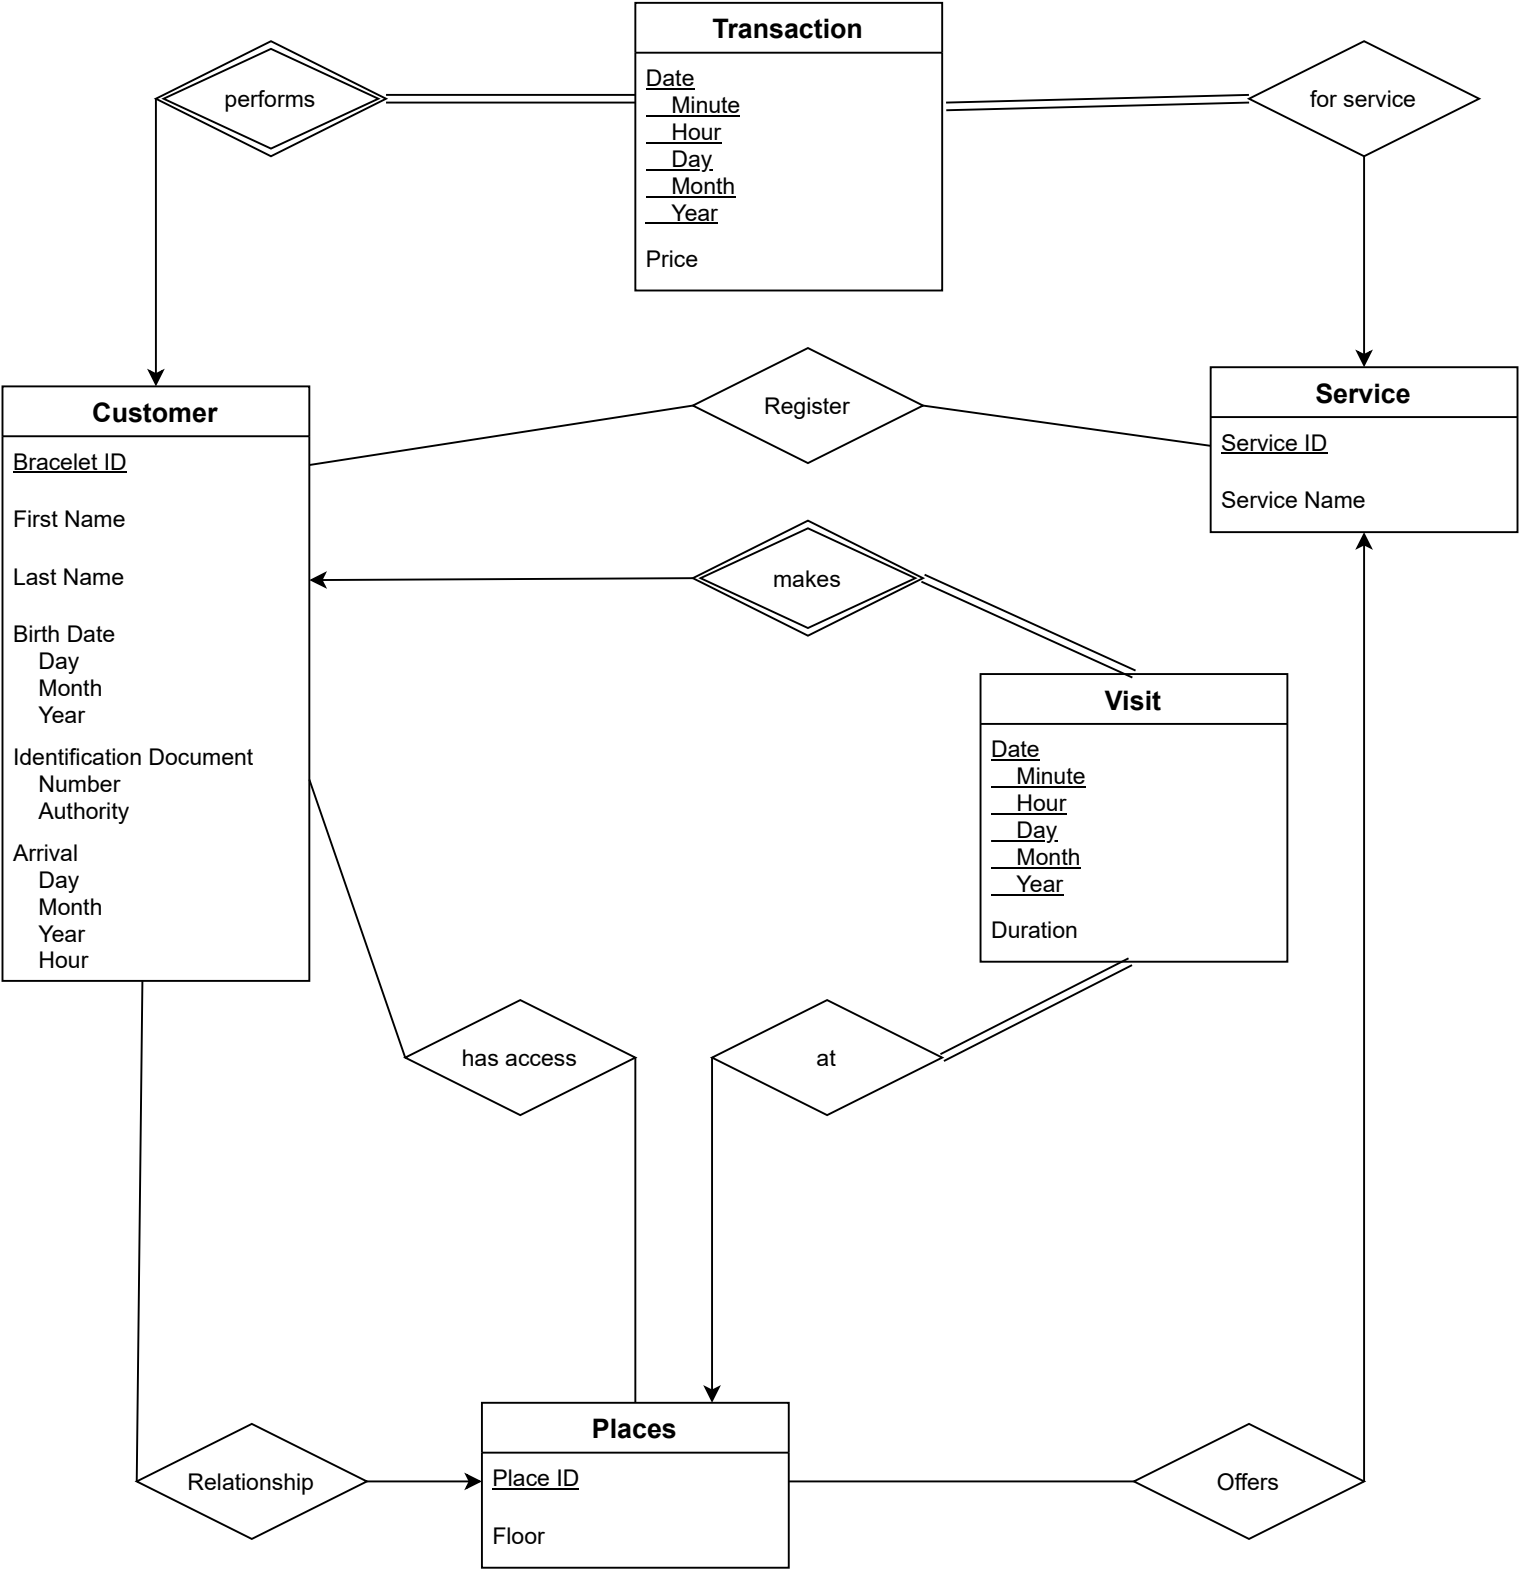 Transaction
Date
Minute
Hour
Day
Month
Year
Price
performs
for service
Customer
Bracelet ID
First Name
Last Name
Birth Date
Day
Month
Year
Identification Document
Number
Authority
Arrival
Day
Month
Year
Hour
Register
Service
Service ID
Service Name
makes
Visit
Date
Minute
Hour
Day
Month
Year
Duration
has access
at
Relationship
Places
Place ID
Floor
Offers